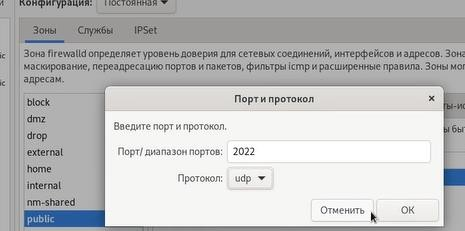 Конфигурация: Постоянная
Зоны Службы IPSet
Зона firewalld определяет уровень доверия для сетевых соединений, интерфейсов и адресов. Зона
маскирование, переадресацию портов и пакетов, фильтры icmp и расширенные правила. Зоны мог
адресам.
block
dmz
drop
external
home
internal
nm-shared
public
Порт и протокол
Введите порт и протокол.
Порт/ диапазон портов: 2022
Протокол: udp
Отменить OK